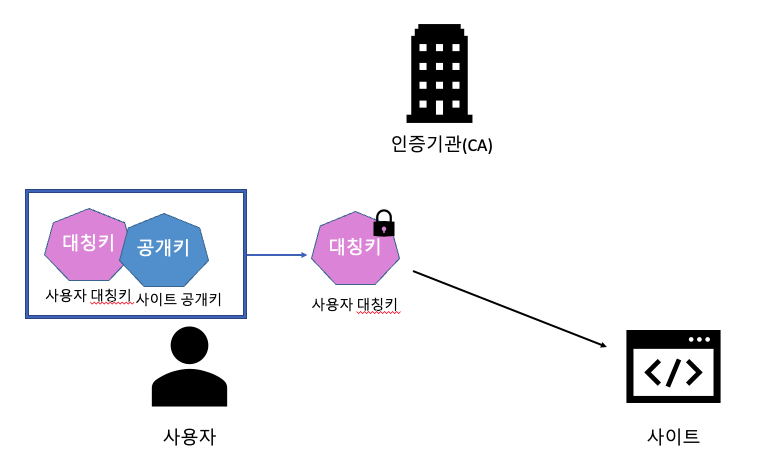 인증기관(CA)
대칭키
공개키
사용자 대칭키
사이트 공개키
대칭키
사용자 대칭키
</>
사용자
사이트